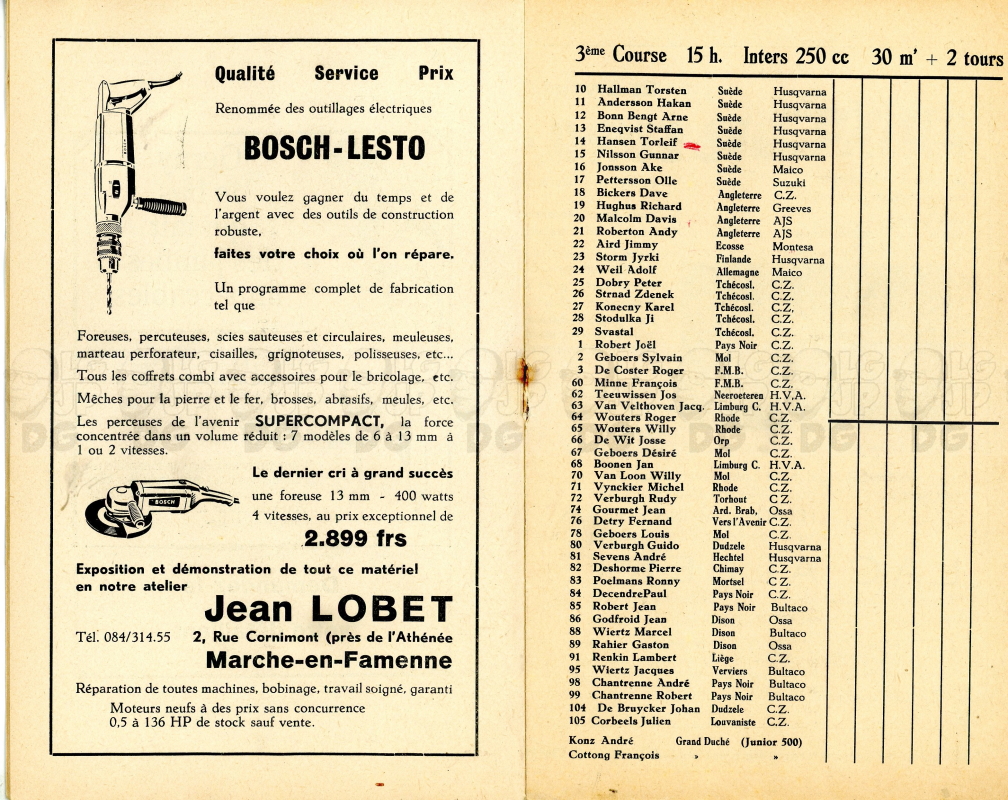 Qualité Service Prix
Renommée des outillages électriques
BOSCH-LESTO
Vous voulez gagner du temps et de
l'argent avec des outils de construction
robuste,
faites votre choix où l'on répare.
Un programme complet de fabrication
tel que
Foreuses, percuteuses, scies sauteuses et circulaires, meuleuses,
marteau perforateur, cisailles, grignoteuses, polisseuses, etc...
Tous les coffrets combi avec accessoires pour le bricolage, etc.
Mêches pour la pierre et le fer, brosses, abrasifs, meules, etc.
Les perceuses de l'avenir SUPERCOMPACT, la force
concentrée dans un volume réduit : 7 modèles de 6 à 13 mm à
1 ou 2 vitesses.
Le dernier cri à grand succès
une foreuse 13 mm - 400 watts
4 vitesses, au prix exceptionnel de
2.899 frs
BOSCH
Exposition et démonstration de tout ce matériel
en notre atelier
Jean LOBET
Tél. 084/314.55 2, Rue Cornimont (près de l'Athénée
Marche-en-Famenne
Réparation de toutes machines, bobinage, travail soigné, garanti
Moteurs neufs à des prix sans concurrence
0,5 à 136 HP de stock sauf vente.
3ème Course 15 h. Inters 250 cc 30 m' + 2 tours
10 Hallman Torsten Suède Husqvarna
11 Andersson Hakan Suède Husqvarna
12 Bonn Bengt Arne Suède Husqvarna
13 Eneqvist Staffan Suède Husqvarna
14 Hansen Torleif Suède Husqvarna
15 Nilsson Gunnar Suède Husqvarna
16 Jonsson Ake Suède Maico
17 Pettersson Olle Suède Suzuki
18 Bickers Dave Angleterre C.Z.
19 Hughus Richard Angleterre Greeves
20 Malcolm Davis Angleterre AJS
21 Roberton Andy Angleterre AJS
22 Aird Jimmy Ecosse Montesa
23 Storm Jyrki Finlande Husqvarna
24 Weil Adolf Allemagne Maico
25 Dobry Peter Tchécosl. C.Z.
26 Strnad Zdenek Tchécosl. C.Z.
27 Konecny Karel Tchécosl. C.Z.
28 Stodulka Ji Tchécosl. C.Z.
29 Svastal Tchécosl. C.Z.
1 Robert Joël Pays Noir C.Z.
2 Geboers Sylvain Mol C.Z.
3 De Coster Roger F.M.B. C.Z.
60 Minne François F.M.B. C.Z.
62 Teeuwissen Jos Neeroeteren H.V.A.
63 Van Velthoven Jacq. Limburg C. H.V.A.
64 Wouters Roger Rhode C.Z.
65 Wouters Willy Rhode C.Z.
66 De Wit Josse Orp C.Z.
67 Geboers Désiré Mol C.Z.
68 Boonen Jan Limburg C. H.V.A.
70 Van Loon Willy Mol C.Z.
71 Vynckier Michel Rhode C.Z.
72 Verburgh Rudy Torhout C.Z.
74 Gourmet Jean Ard. Brab, Ossa
76 Detry Fernand Vers l'Avenir C.Z.
78 Geboers Louis Mol C.Z.
80 Verburgh Guido Dudzele Husqvarna
81 Sevens André Hechtel Husqvarna
82 Deshorme Pierre Chimay C.Z.
83 Poelmans Ronny Mortsel C.Z.
84 DecendrePaul Pays Noir C.Z.
85 Robert Jean Pays Noir Bultaco
86 Godfroid Jean Dison Ossa
88 Wiertz Marcel Dison Bultaco
89 Rahier Gaston Dison Ossa
91 Renkin Lambert Liège C.Z.
95 Wiertz Jacques Verviers Bultaco
98 Chantrenne André Pays Noir Bultaco
99 Chantrenne Robert Pays Noir Bultaco
104 De Bruycker Johan Dudzele C.Z.
105 Corbeels Julien Louvaniste C.Z.
Konz André Grand Duché (Junior 500)
Cottong François » »